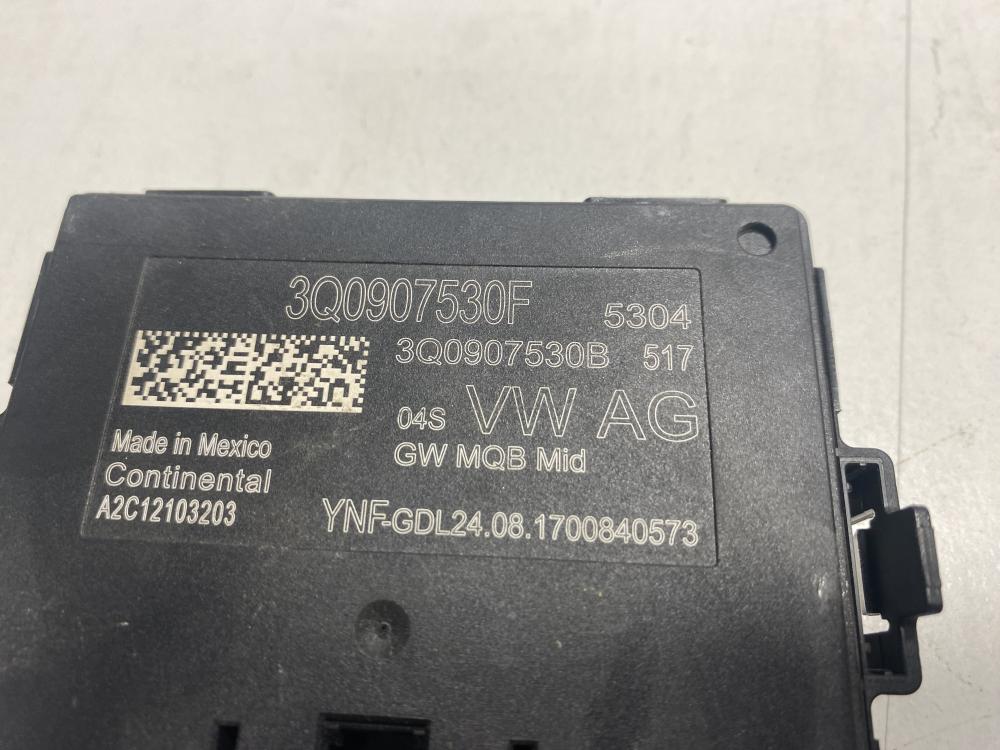 3Q0907530F 5304
3Q0907530B 517
04S VW AG
GW MQB Mid
Made in Mexico
Continental
A2C12103203
YNF-GDL24.08.1700840573